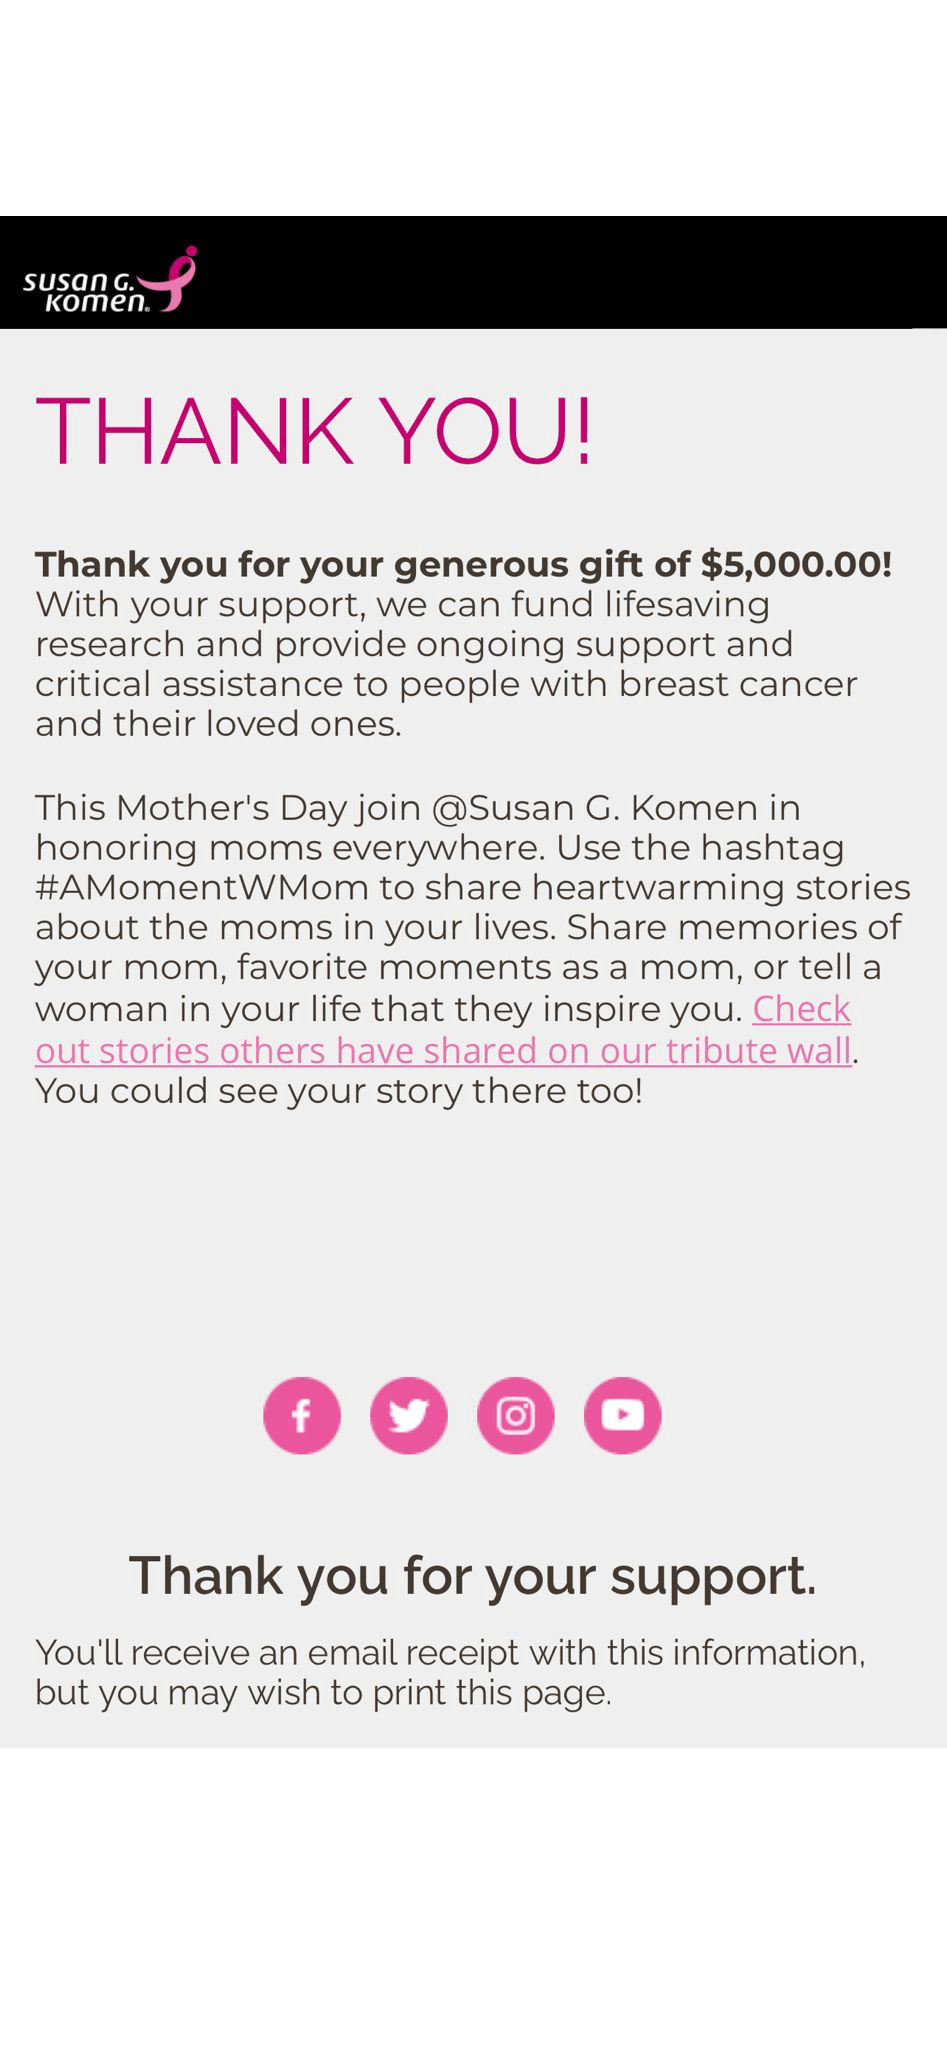 susan G.
komen®
THANK YOU!
Thank you for your generous gift of $5,000.00!
With your support, we can fund lifesaving
research and provide ongoing support and
critical assistance to people with breast cancer
and their loved ones.
This Mother's Day join @Susan G. Komen in
honoring moms everywhere. Use the hashtag
#AMomentWMom to share heartwarming stories
about the moms in your lives. Share memories of
your mom, favorite moments as a mom, or tell a
woman in your life that they inspire you. Check
out stories others have shared on our tribute wall.
You could see your story there too!
Thank you for your support.
You'll receive an email receipt with this information,
but you may wish to print this page.